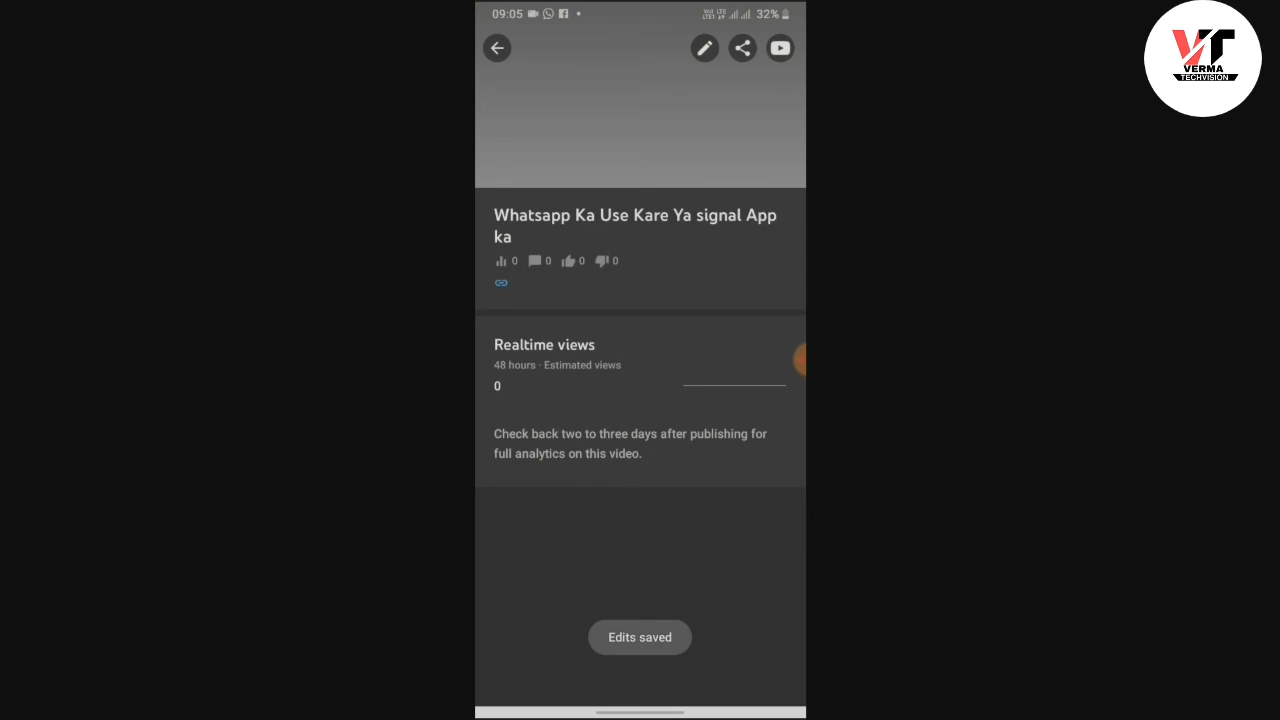 09:05 32%
VT
VERMA
TECHVISION
Whatsapp Ka Use Kare Ya signal App
ka
0 0 0 0
Realtime views
48 hours · Estimated views
0
Check back two to three days after publishing for
full analytics on this video.
Edits saved